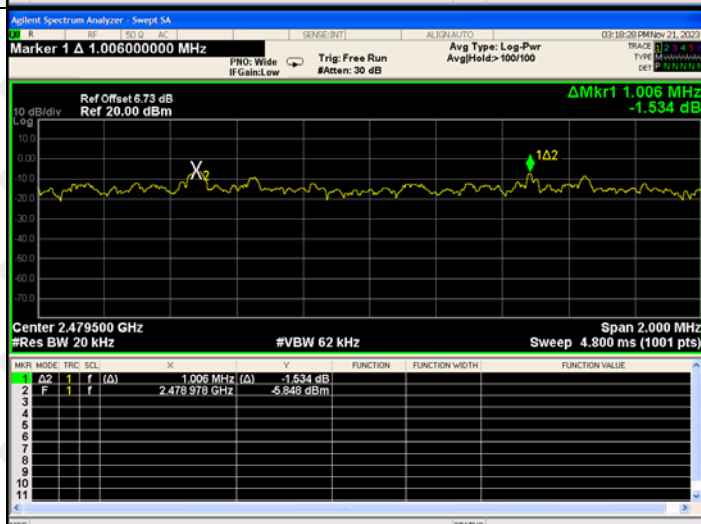 Agilent Spectrum Analyzer - Swept SA
R RF 50 Ω AC SENSE:INT ALIGNAUTO 03:18:28 PM Nov 21, 2023
Marker 1 Δ 1.006000000 MHz
PNO: Wide
IFGain:Low
Trig: Free Run
#Atten: 30 dB
Avg Type: Log-Pwr
Avg|Hold:> 100/100
TRACE 1 2 3 4 5 6
TYPE M
DET P N N N N N
Ref Offset 6.73 dB
Ref 20.00 dBm
ΔMkr1 1.006 MHz
-1.534 dB
10 dB/div
Log
10.0
0.00
-10.0
-20.0
-30.0
-40.0
-50.0
-60.0
-70.0
X2
1Δ2
Center 2.479500 GHz
#Res BW 20 kHz
#VBW 62 kHz
Span 2.000 MHz
Sweep 4.800 ms (1001 pts)
MKR MODE TRC SCL X Y FUNCTION FUNCTION WIDTH FUNCTION VALUE
1 Δ2 1 f (Δ) 1.006 MHz (Δ) -1.534 dB
2 F 1 f 2.478 978 GHz -5.848 dBm
3
4
5
6
7
8
9
10
11